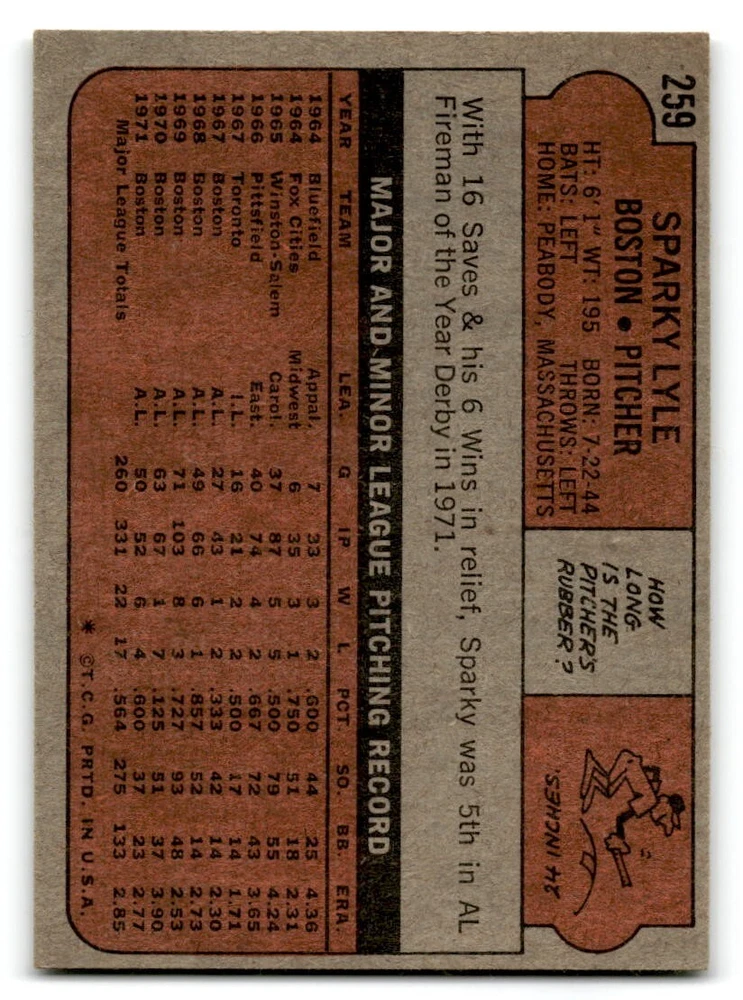 259
SPARKY LYLE
BOSTON • PITCHER
HT: 6' 1" WT: 195 BORN: 7-22-44
BATS: LEFT THROWS: LEFT
HOME: PEABODY, MASSACHUSETTS
HOW
LONG
IS THE
PITCHER'S
RUBBER?
24 INCHES.
With 16 Saves & his 6 Wins in relief, Sparky was 5th in AL
Fireman of the Year Derby in 1971.
MAJOR AND MINOR LEAGUE PITCHING RECORD
YEAR TEAM LEA. G IP W L PCT. SO. BB. ERA.
1964 Bluefield Appal. 7 33 3 2 .600 44 25 4.36
1964 Fox Cities Midwest 6 35 3 1 .750 51 18 2.31
1965 Winston-Salem Carol. 37 87 5 5 .500 79 55 4.24
1966 Pittsfield East. 40 74 4 2 .667 72 43 3.65
1967 Toronto I.L. 16 21 2 2 .500 17 14 1.71
1967 Boston A.L. 27 43 1 2 .333 42 14 2.30
1968 Boston A.L. 49 66 6 1 .857 52 14 2.73
1969 Boston A.L. 71 103 8 3 .727 93 48 2.53
1970 Boston A.L. 63 67 1 7 .125 51 37 3.90
1971 Boston A.L. 50 52 6 4 .600 37 23 2.77
Major League Totals 260 331 22 17 .564 275 133 2.85
* ©T.C.G. PRTD. IN U.S.A.